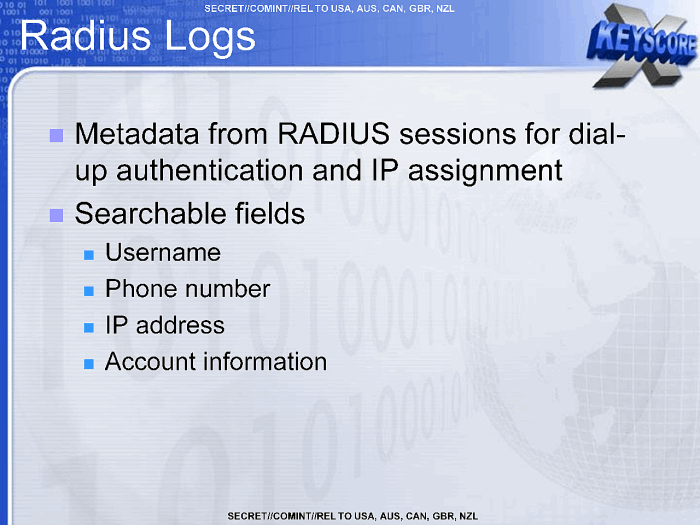 SECRET//COMINT//REL TO USA, AUS, CAN, GBR, NZL
Radius Logs
X
KEYSCORE
Metadata from RADIUS sessions for dial-
up authentication and IP assignment
Searchable fields
Username
Phone number
IP address
Account information
SECRET//COMINT//REL TO USA, AUS, CAN, GBR, NZL